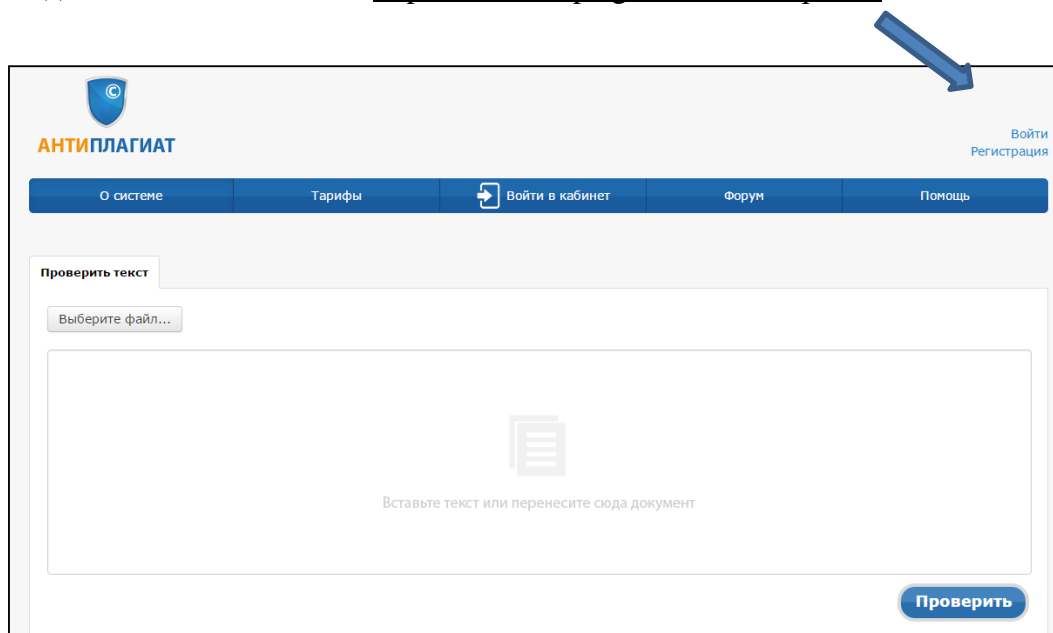 ©
АНТИПЛАГИАТ
Войти
Регистрация
О системе
Тарифы
Войти в кабинет
Форум
Помощь
Проверить текст
Выберите файл...
Вставьте текст или перенесите сюда документ
Проверить